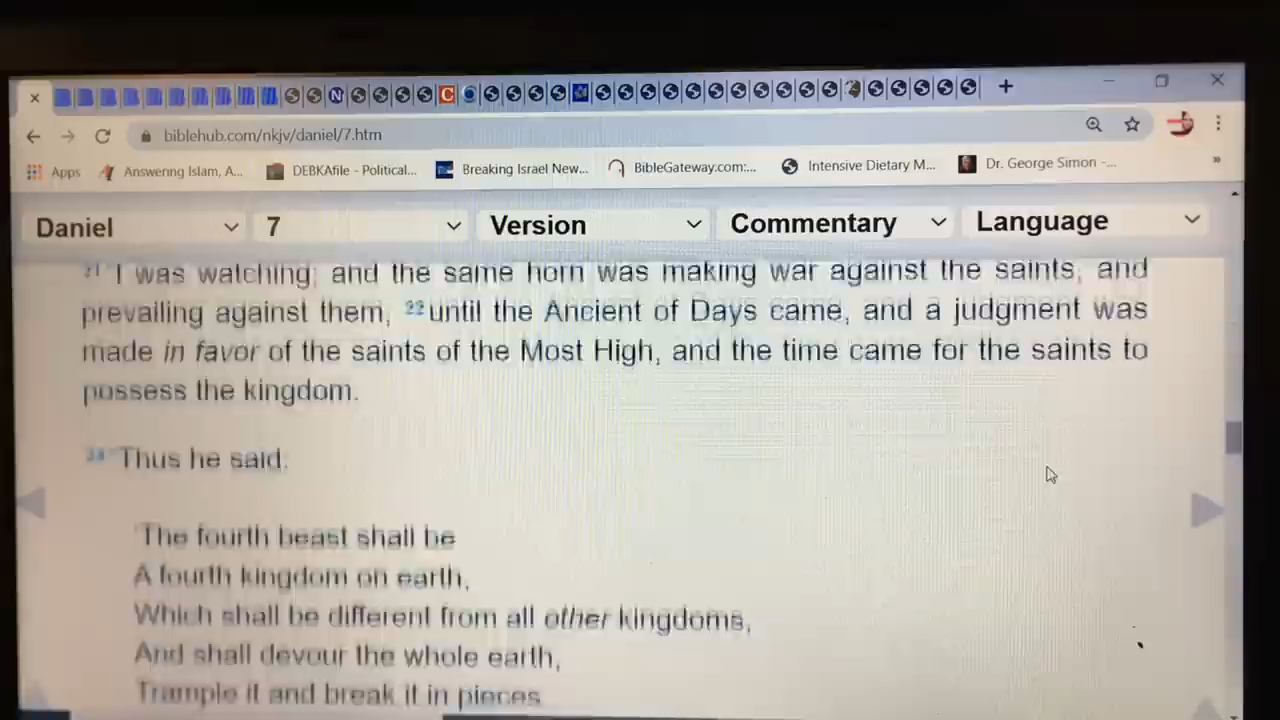 biblehub.com/nkjv/daniel/7.htm
Apps Answering Islam, A... DEBKAfile - Political... Breaking Israel New... BibleGateway.com:... Intensive Dietary M... Dr. George Simon -... »
Daniel 7 Version Commentary Language
21 "I was watching; and the same horn was making war against the saints, and
prevailing against them, 22 until the Ancient of Days came, and a judgment was
made in favor of the saints of the Most High, and the time came for the saints to
possess the kingdom.
23 "Thus he said:
'The fourth beast shall be
A fourth kingdom on earth,
Which shall be different from all other kingdoms,
And shall devour the whole earth,
Trample it and break it in pieces.